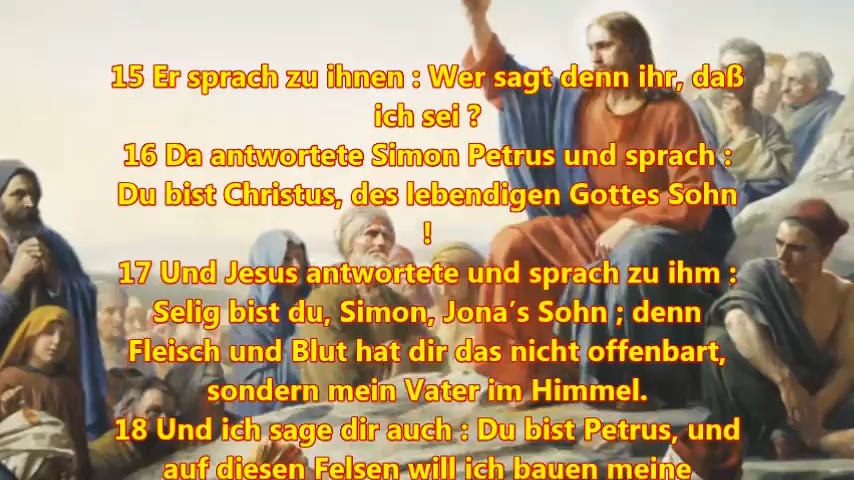 15 Er sprach zu ihnen : Wer sagt denn ihr, daß
ich sei ?
16 Da antwortete Simon Petrus und sprach :
Du bist Christus, des lebendigen Gottes Sohn
!
17 Und Jesus antwortete und sprach zu ihm :
Selig bist du, Simon, Jona’s Sohn ; denn
Fleisch und Blut hat dir das nicht offenbart,
sondern mein Vater im Himmel.
18 Und ich sage dir auch : Du bist Petrus, und
auf diesen Felsen will ich bauen meine